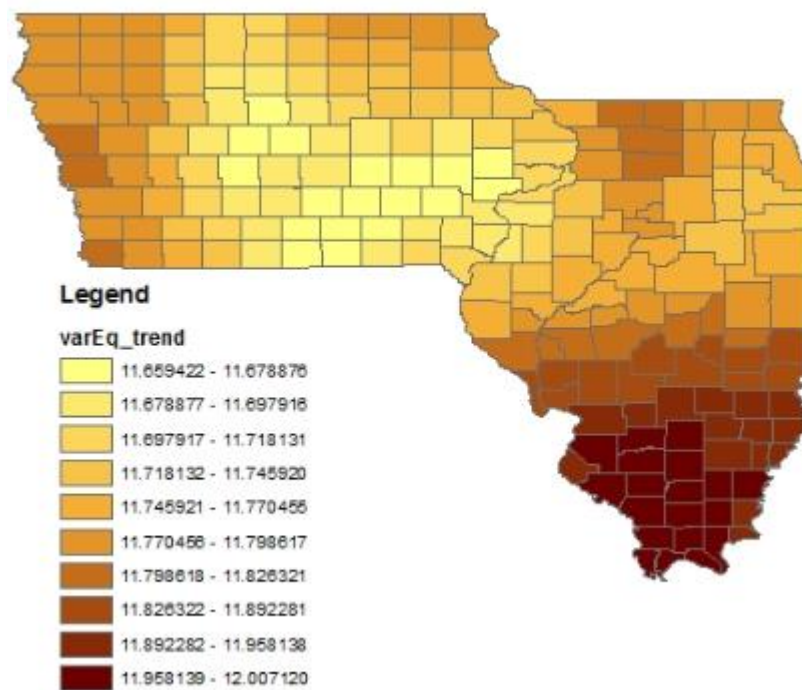 Legend
varEq_trend
11.659422 - 11.678876
11.678877 - 11.697916
11.697917 - 11.718131
11.718132 - 11.745920
11.745921 - 11.770455
11.770456 - 11.798617
11.798618 - 11.826321
11.826322 - 11.892281
11.892282 - 11.958138
11.958139 - 12.007120